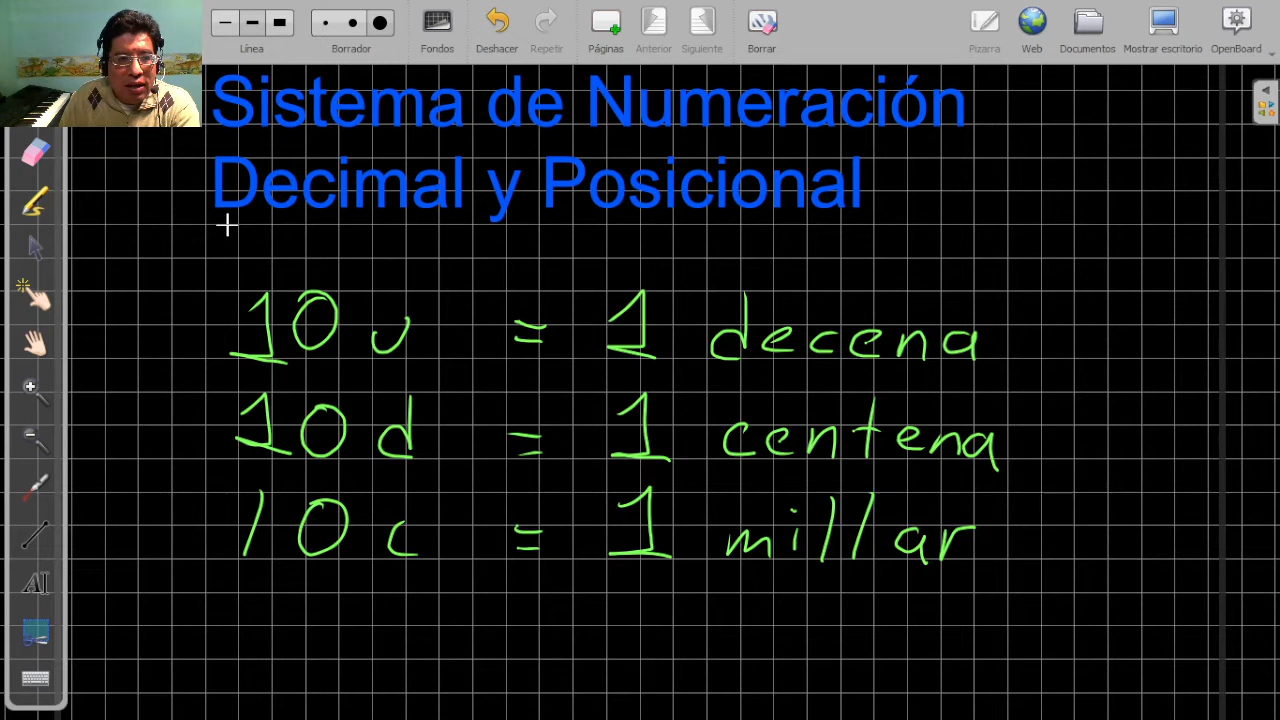 Línea
Borrador
Fondos
Deshacer
Repetir
Páginas
Anterior
Siguiente
Borrar
Pizarra
Web
Documentos
Mostrar escritorio
OpenBoard
Sistema de Numeración
Decimal y Posicional
10 u = 1 decena
10 d = 1 centena
10 c = 1 millar
AI